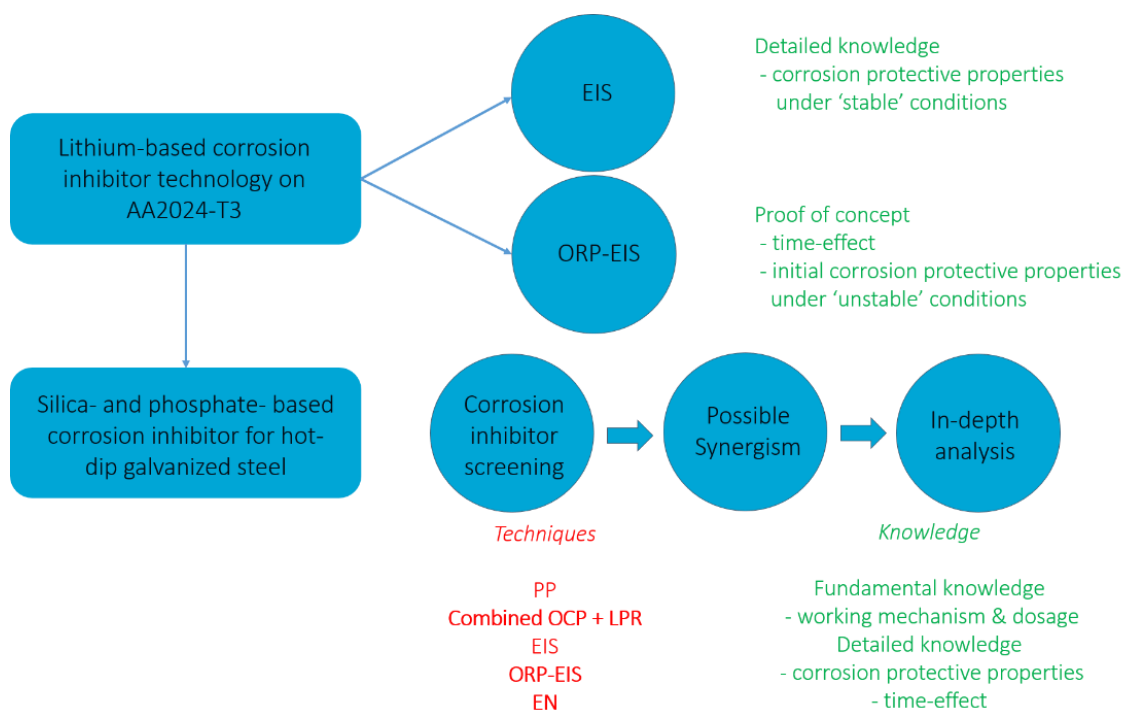 EIS
Detailed knowledge
- corrosion protective properties
under ‘stable’ conditions
Lithium-based corrosion
inhibitor technology on
AA2024-T3
ORP-EIS
Proof of concept
- time-effect
- initial corrosion protective properties
under ‘unstable’ conditions
Silica- and phosphate- based
corrosion inhibitor for hot-
dip galvanized steel
Corrosion
inhibitor
screening
Possible
Synergism
In-depth
analysis
Techniques
Knowledge
PP
Combined OCP + LPR
EIS
ORP-EIS
EN
Fundamental knowledge
- working mechanism & dosage
Detailed knowledge
- corrosion protective properties
- time-effect